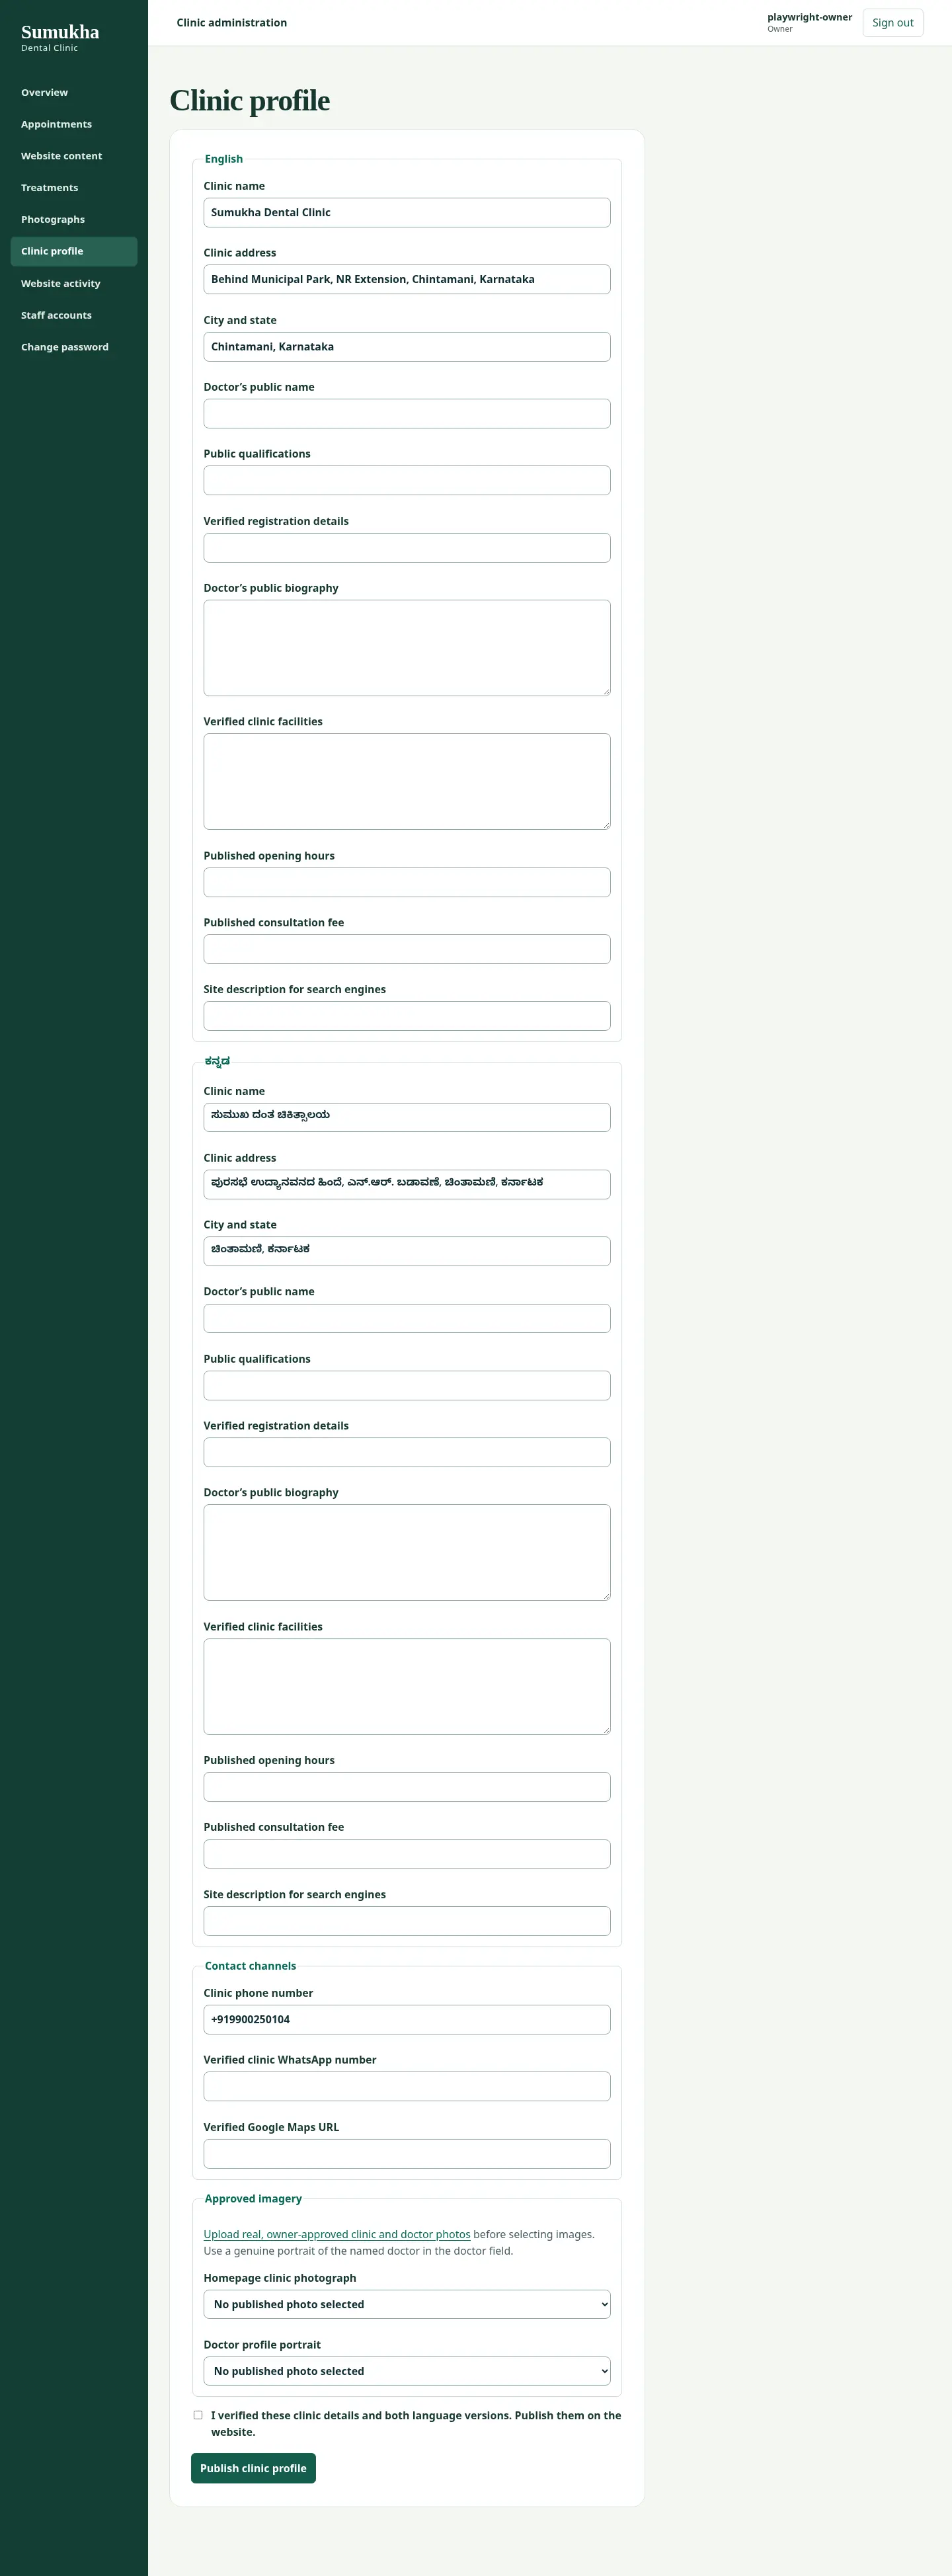 Sumukha
Dental Clinic
Overview
Appointments
Website content
Treatments
Photographs
Clinic profile
Website activity
Staff accounts
Change password
Clinic administration
playwright-owner
Owner
Sign out
Clinic profile
English
Clinic name
Sumukha Dental Clinic
Clinic address
Behind Municipal Park, NR Extension, Chintamani, Karnataka
City and state
Chintamani, Karnataka
Doctor’s public name
Public qualifications
Verified registration details
Doctor’s public biography
Verified clinic facilities
Published opening hours
Published consultation fee
Site description for search engines
ಕನ್ನಡ
Clinic name
ಸುಮುಖ ದಂತ ಚಿಕಿತ್ಸಾಲಯ
Clinic address
ಪುರಸಭೆ ಉದ್ಯಾನವನದ ಹಿಂದೆ, ಎನ್.ಆರ್. ಬಡಾವಣೆ, ಚಿಂತಾಮಣಿ, ಕರ್ನಾಟಕ
City and state
ಚಿಂತಾಮಣಿ, ಕರ್ನಾಟಕ
Doctor’s public name
Public qualifications
Verified registration details
Doctor’s public biography
Verified clinic facilities
Published opening hours
Published consultation fee
Site description for search engines
Contact channels
Clinic phone number
+919900250104
Verified clinic WhatsApp number
Verified Google Maps URL
Approved imagery
Upload real, owner-approved clinic and doctor photos before selecting images.
Use a genuine portrait of the named doctor in the doctor field.
Homepage clinic photograph
No published photo selected
Doctor profile portrait
No published photo selected
I verified these clinic details and both language versions. Publish them on the
website.
Publish clinic profile